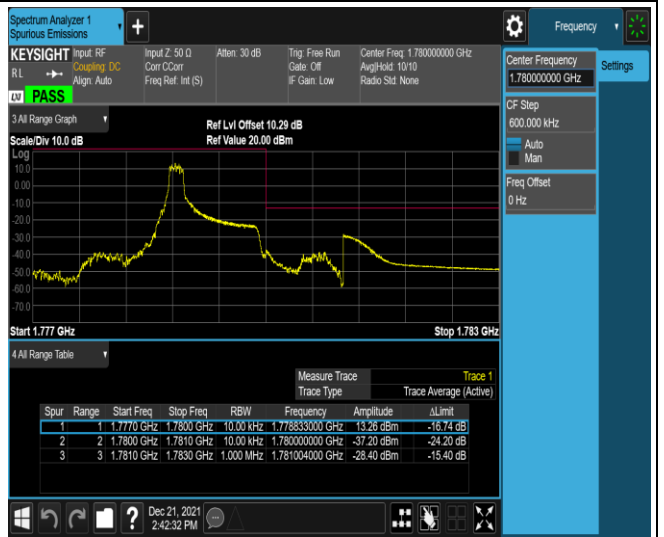 Spectrum Analyzer 1
Spurious Emissions
Frequency
KEYSIGHT
R L
LXI PASS
Input: RF
Coupling: DC
Align: Auto
Input Z: 50 Ω
Corr CCorr
Freq Ref: Int (S)
Atten: 30 dB
Trig: Free Run
Gate: Off
IF Gain: Low
Center Freq: 1.780000000 GHz
Avg|Hold: 10/10
Radio Std: None
Center Frequency
1.780000000 GHz
Settings
CF Step
600.000 kHz
Auto
Man
Freq Offset
0 Hz
3 All Range Graph
Scale/Div 10.0 dB
Ref Lvl Offset 10.29 dB
Ref Value 20.00 dBm
Log
10.0
0.00
-10.0
-20.0
-30.0
-40.0
-50.0
-60.0
-70.0
Start 1.777 GHz Stop 1.783 GHz
4 All Range Table
Measure Trace Trace 1
Trace Type Trace Average (Active)
Spur Range Start Freq Stop Freq RBW Frequency Amplitude ΔLimit
1 1 1.7770 GHz 1.7800 GHz 10.00 kHz 1.778833000 GHz 13.26 dBm -16.74 dB
2 2 1.7800 GHz 1.7810 GHz 10.00 kHz 1.780000000 GHz -37.20 dBm -24.20 dB
3 3 1.7810 GHz 1.7830 GHz 1.000 MHz 1.781004000 GHz -28.40 dBm -15.40 dB
Dec 21, 2021
2:42:32 PM